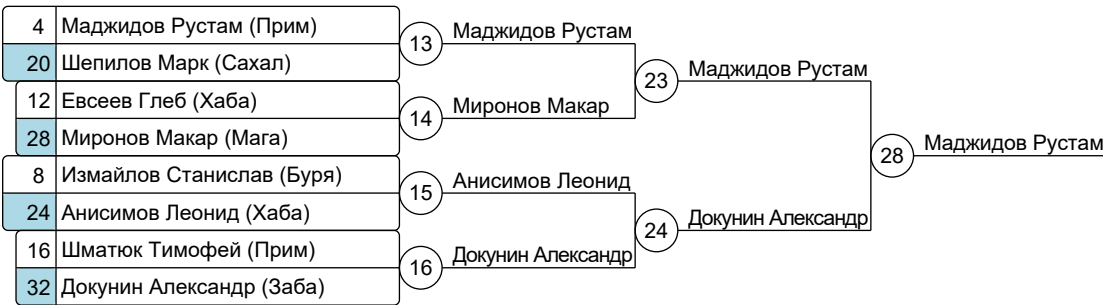 4 Маджидов Рустам (Прим)
20 Шепилов Марк (Сахал)
12 Евсеев Глеб (Хаба)
28 Миронов Макар (Мага)
8 Измайлов Станислав (Буря)
24 Анисимов Леонид (Хаба)
16 Шматюк Тимофей (Прим)
32 Докунин Александр (Заба)
13 Маджидов Рустам
14 Миронов Макар
15 Анисимов Леонид
16 Докунин Александр
23 Маджидов Рустам
24 Докунин Александр
28 Маджидов Рустам